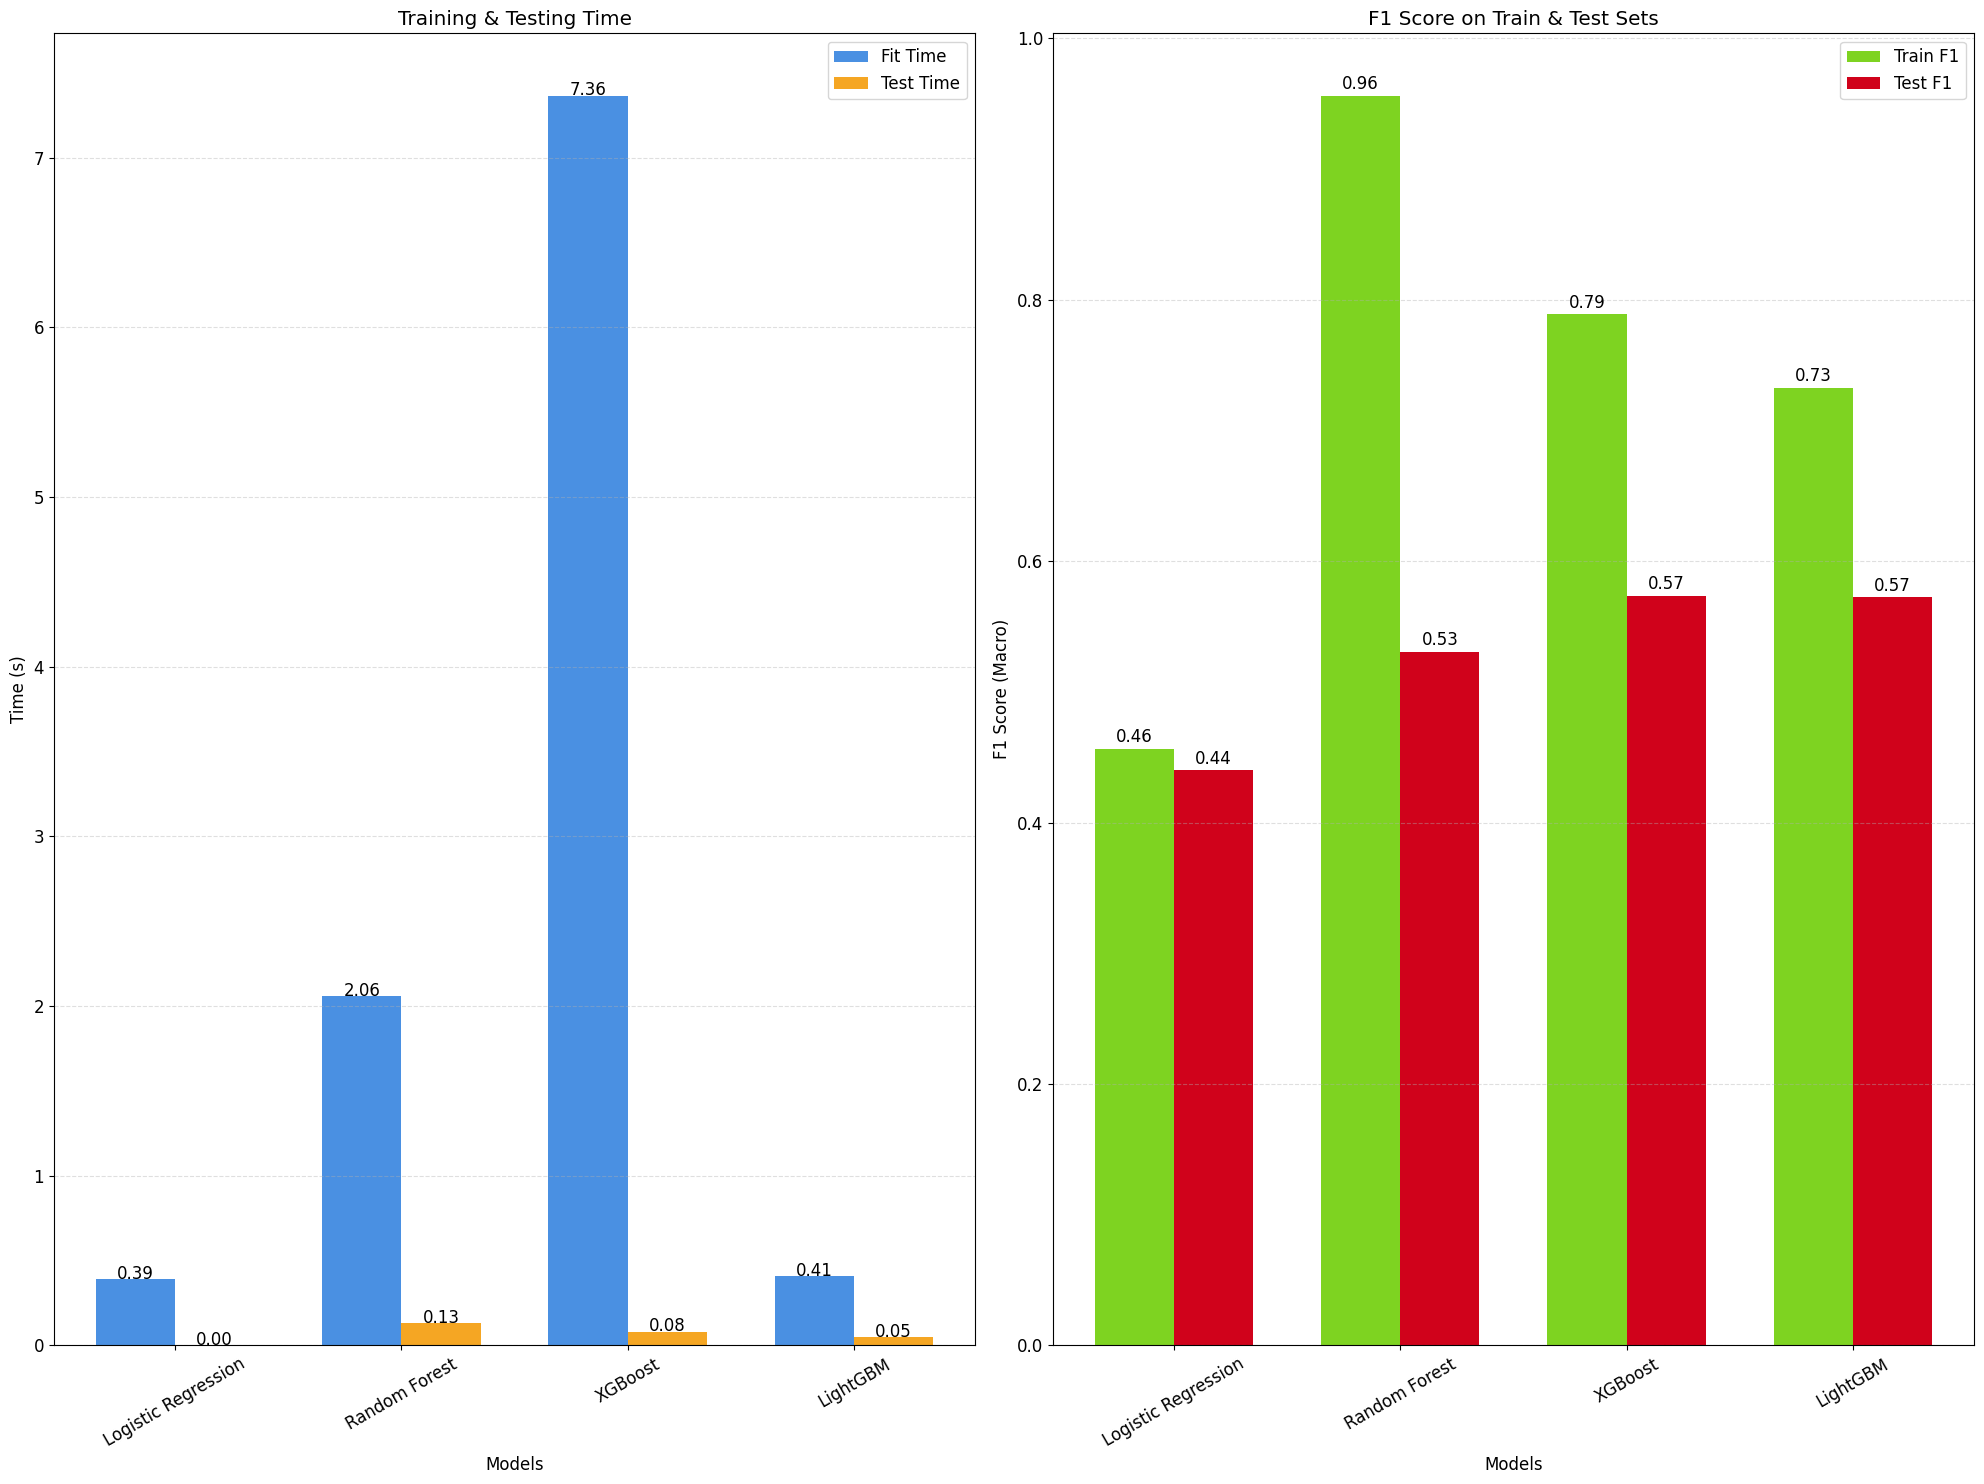 Training & Testing Time
Fit Time
Test Time
Time (s)
7
6
5
4
3
2
1
0
0.39
0.00
2.06
0.13
7.36
0.08
0.41
0.05
Logistic Regression
Random Forest
XGBoost
LightGBM
Models
F1 Score on Train & Test Sets
Train F1
Test F1
F1 Score (Macro)
1.0
0.8
0.6
0.4
0.2
0.0
0.46
0.44
0.96
0.53
0.79
0.57
0.73
0.57
Logistic Regression
Random Forest
XGBoost
LightGBM
Models